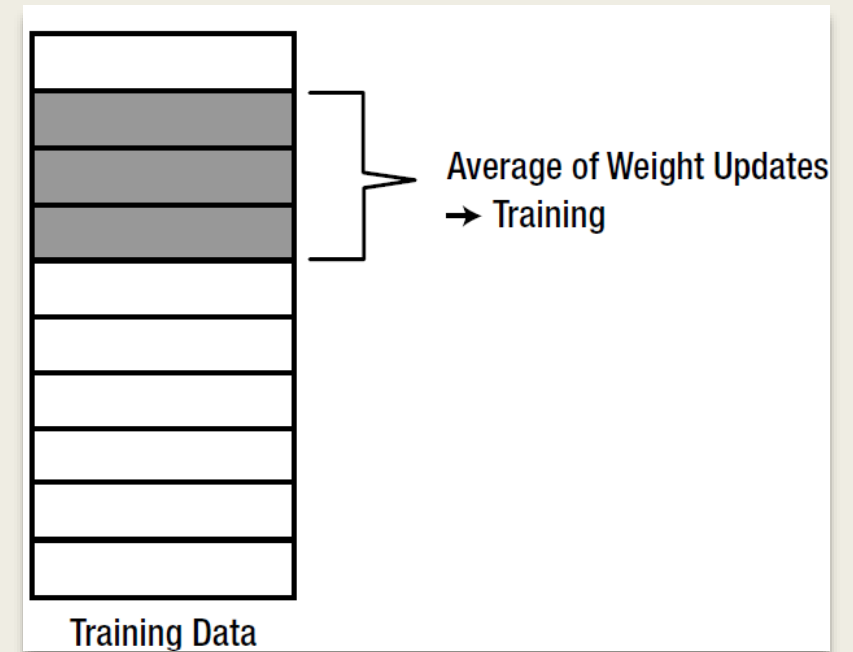 Average of Weight Updates
→ Training
Training Data